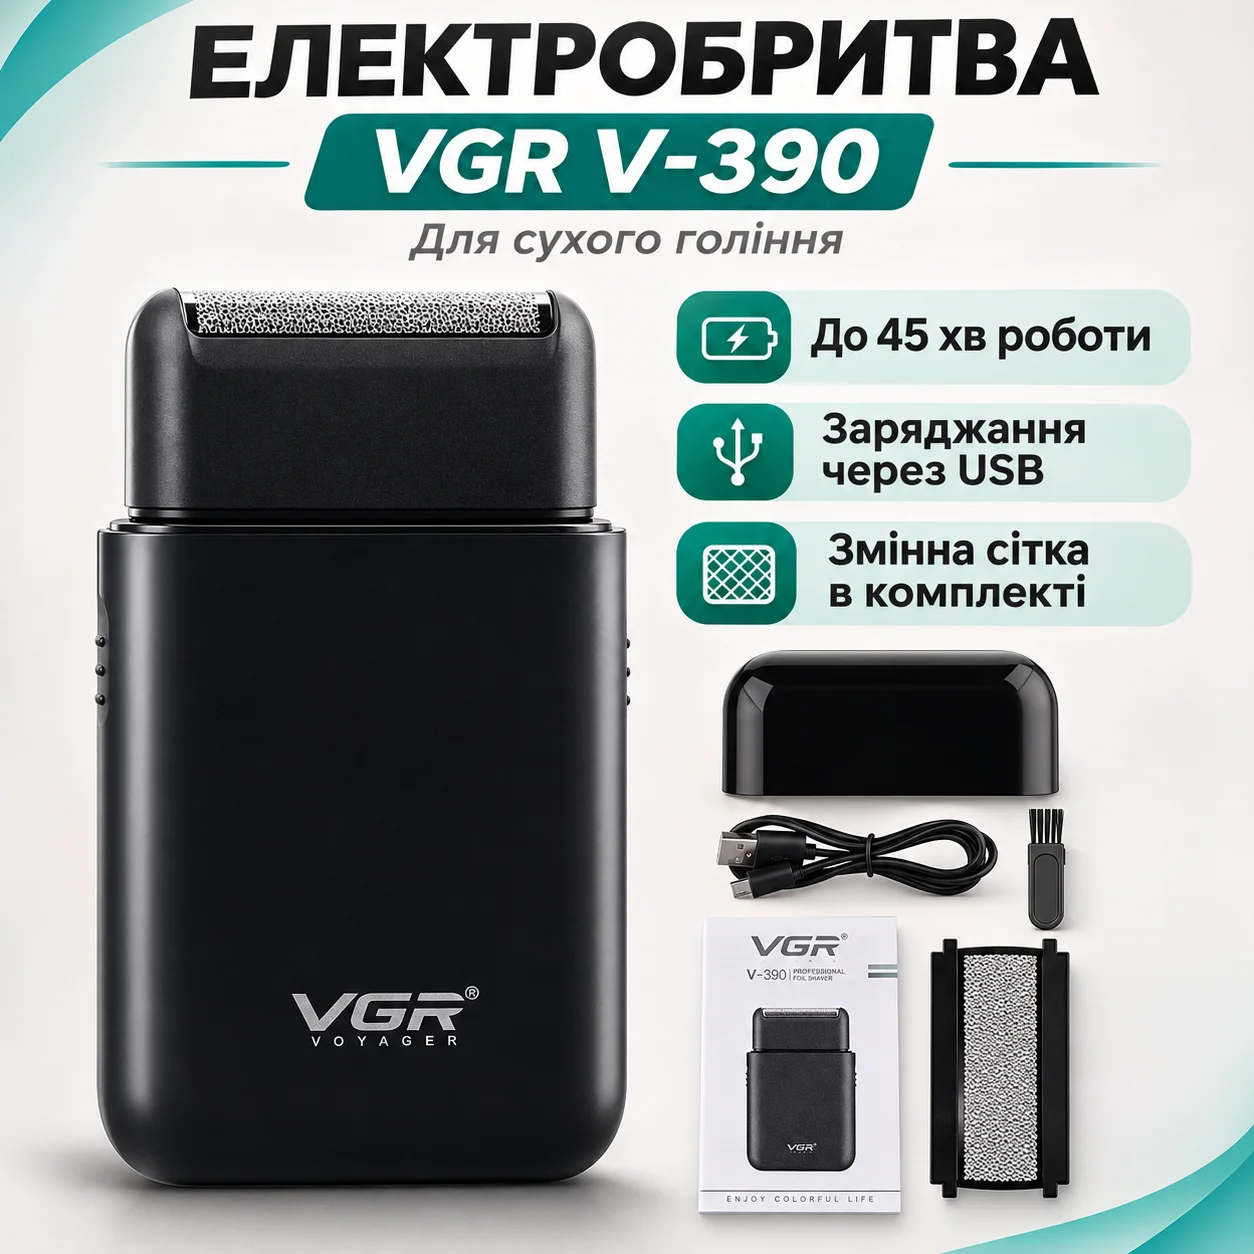 ЕЛЕКТРОБРИТВА
VGR V-390
Для сухого гоління
До 45 хв роботи
Заряджання
через USB
Змінна сітка
в комплекті
VGR®
VOYAGER
VGR®
V-390 | PROFESSIONAL
FOIL SHAVER
VGR®
ENJOY COLORFUL LIFE